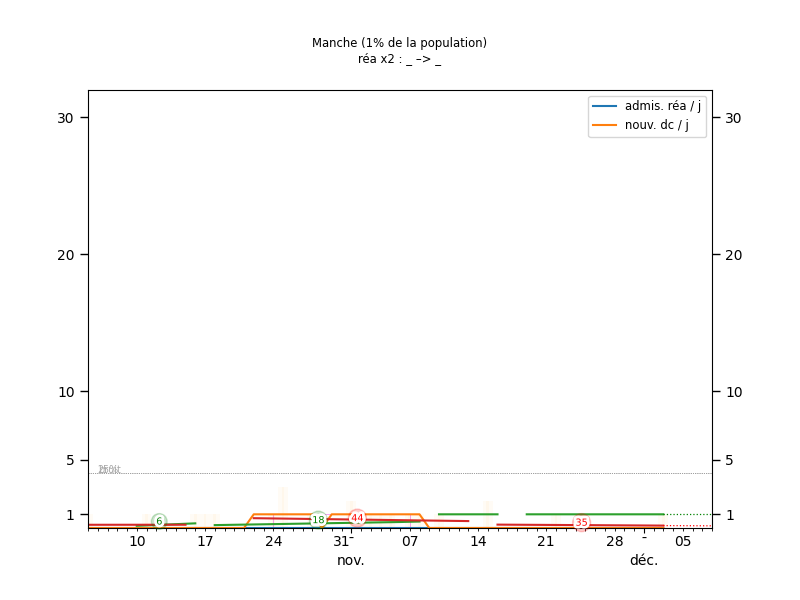 Manche (1% de la population)
réa x2 : _ –> _
admis. réa / j
nouv. dc / j
30 30
20 20
10 10
5 5
1 1
6 18 44 35
10 17 24 31- 07 14 21 28 - 05
nov. déc.